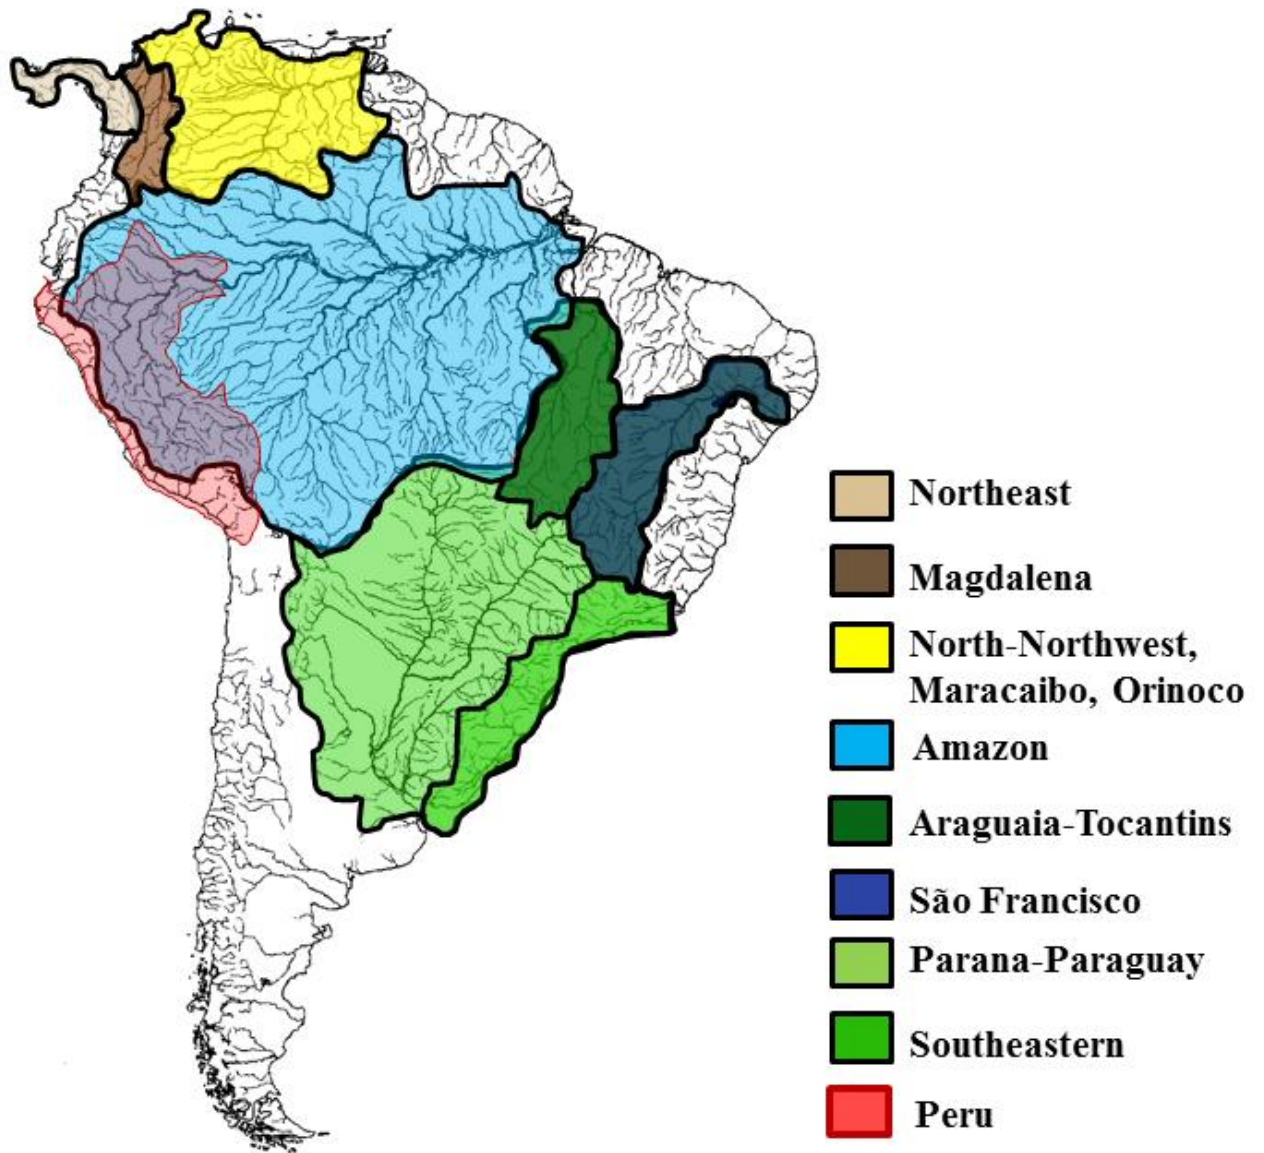 Northeast
Magdalena
North-Northwest,
Maracaibo, Orinoco
Amazon
Araguaia-Tocantins
São Francisco
Parana-Paraguay
Southeastern
Peru